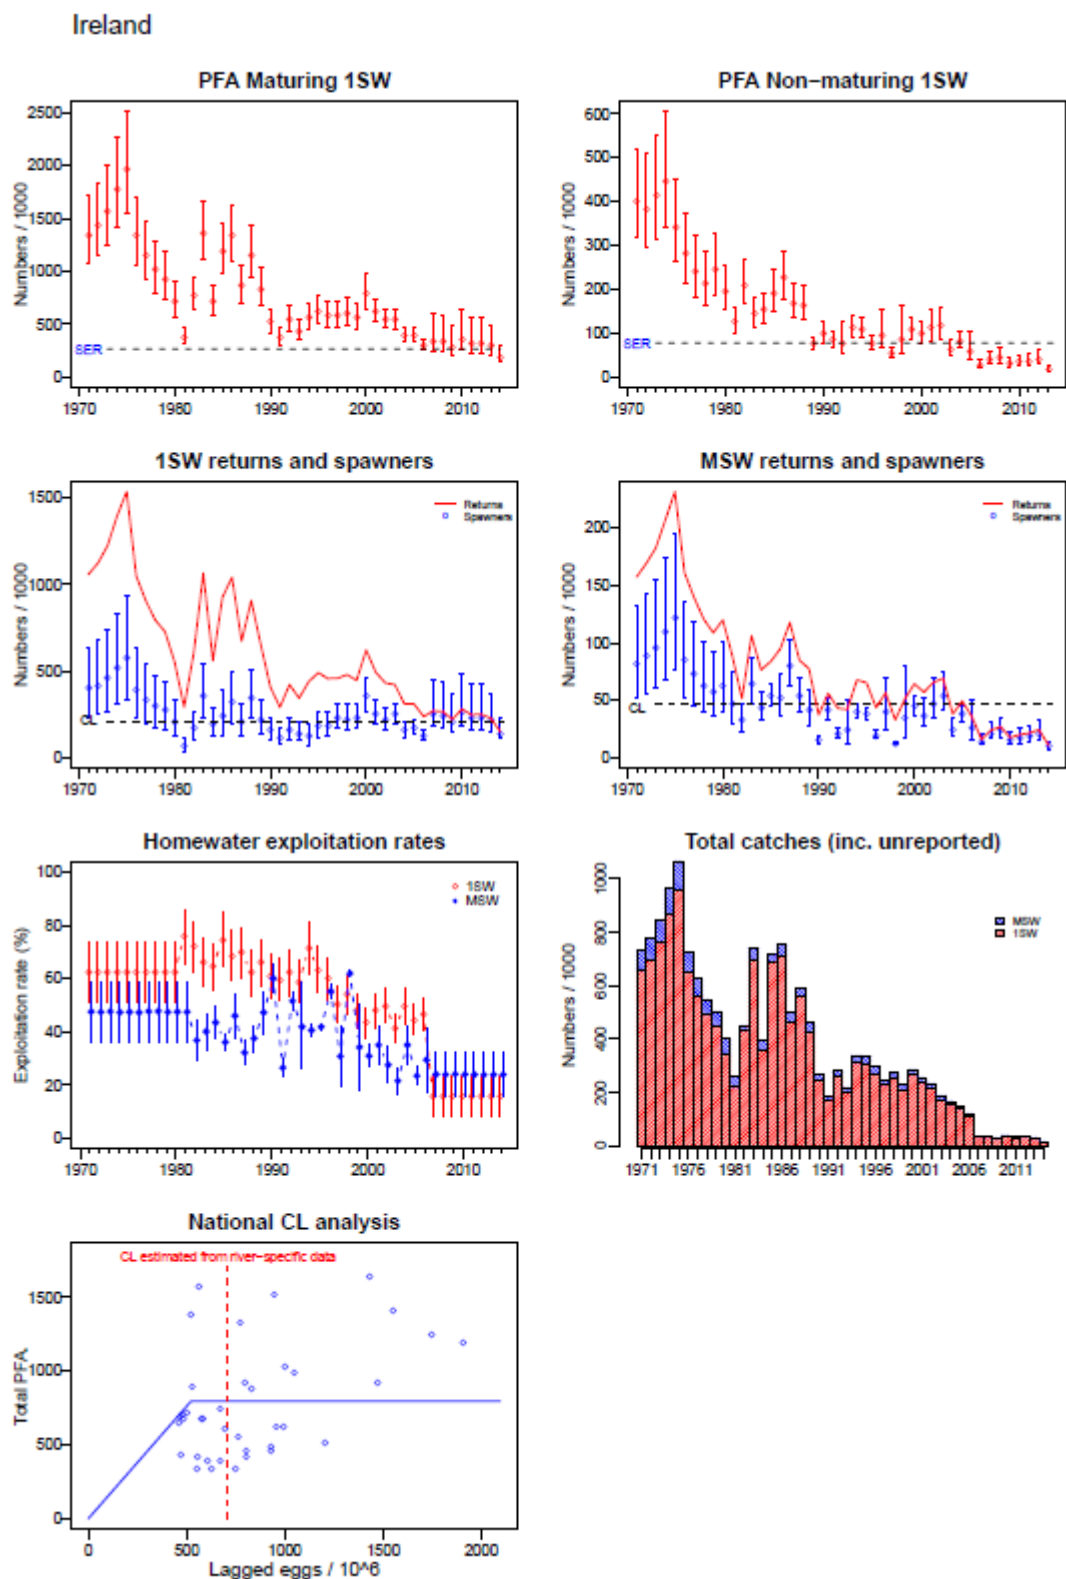 Ireland
PFA Maturing 1SW
Numbers / 1000
2500
2000
1500
1000
500
0
SER
1970 1980 1990 2000 2010
PFA Non-maturing 1SW
Numbers / 1000
600
500
400
300
200
100
0
SER
1970 1980 1990 2000 2010
1SW returns and spawners
Numbers / 1000
1500
1000
500
0
CL
Returns
Spawners
1970 1980 1990 2000 2010
MSW returns and spawners
Numbers / 1000
200
150
100
50
0
CL
Returns
Spawners
1970 1980 1990 2000 2010
Homewater exploitation rates
Exploitation rate (%)
100
80
60
40
20
0
1SW
MSW
1970 1980 1990 2000 2010
Total catches (inc. unreported)
Numbers / 1000
1000
800
600
400
200
0
MSW
1SW
1971 1976 1981 1986 1991 1996 2001 2006 2011
National CL analysis
CL estimated from river-specific data
Total PFA
1500
1000
500
0
0 500 1000 1500 2000
Lagged eggs / 10^6